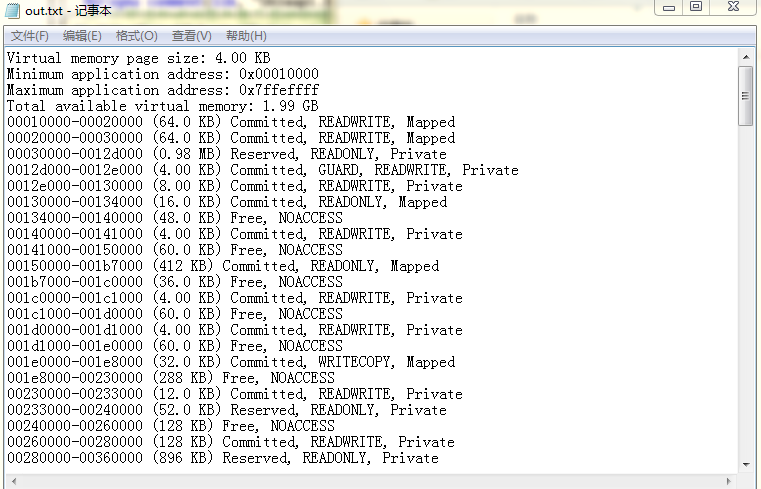 out.txt - 记事本
文件(F) 编辑(E) 格式(O) 查看(V) 帮助(H)
Virtual memory page size: 4.00 KB
Minimum application address: 0x00010000
Maximum application address: 0x7ffeffff
Total available virtual memory: 1.99 GB
00010000-00020000 (64.0 KB) Committed, READWRITE, Mapped
00020000-00030000 (64.0 KB) Committed, READWRITE, Mapped
00030000-0012d000 (0.98 MB) Reserved, READONLY, Private
0012d000-0012e000 (4.00 KB) Committed, GUARD, READWRITE, Private
0012e000-00130000 (8.00 KB) Committed, READWRITE, Private
00130000-00134000 (16.0 KB) Committed, READONLY, Mapped
00134000-00140000 (48.0 KB) Free, NOACCESS
00140000-00141000 (4.00 KB) Committed, READWRITE, Private
00141000-00150000 (60.0 KB) Free, NOACCESS
00150000-001b7000 (412 KB) Committed, READONLY, Mapped
001b7000-001c0000 (36.0 KB) Free, NOACCESS
001c0000-001c1000 (4.00 KB) Committed, READWRITE, Private
001c1000-001d0000 (60.0 KB) Free, NOACCESS
001d0000-001d1000 (4.00 KB) Committed, READWRITE, Private
001d1000-001e0000 (60.0 KB) Free, NOACCESS
001e0000-001e8000 (32.0 KB) Committed, WRITECOPY, Mapped
001e8000-00230000 (288 KB) Free, NOACCESS
00230000-00233000 (12.0 KB) Committed, READWRITE, Private
00233000-00240000 (52.0 KB) Reserved, READONLY, Private
00240000-00260000 (128 KB) Free, NOACCESS
00260000-00280000 (128 KB) Committed, READWRITE, Private
00280000-00360000 (896 KB) Reserved, READONLY, Private